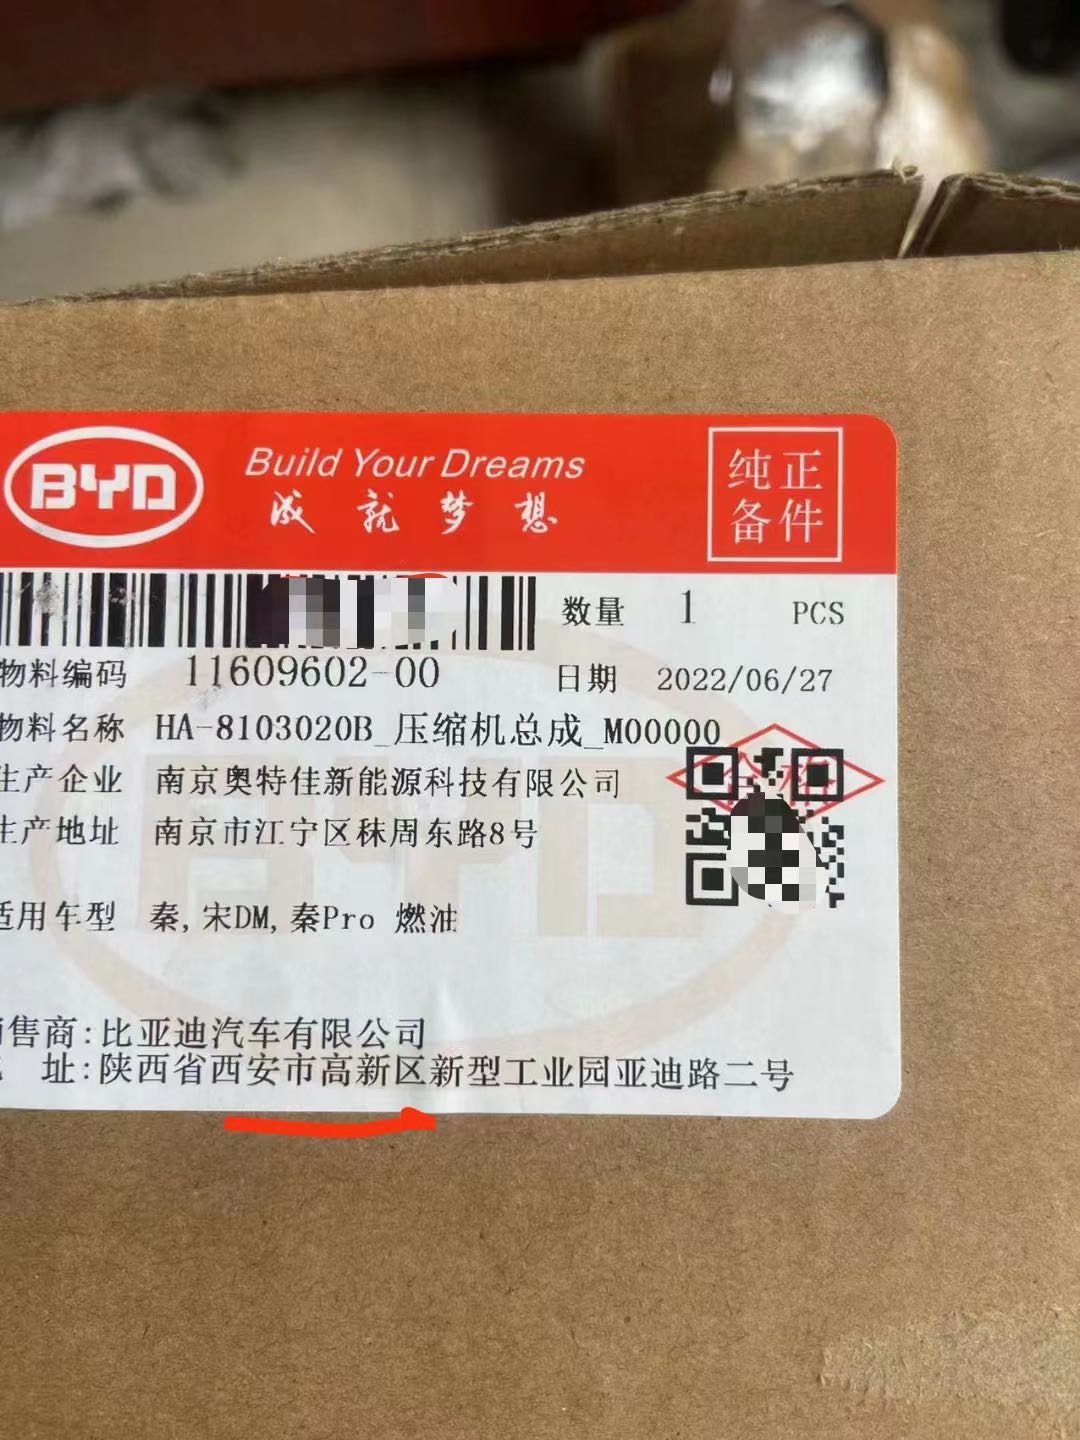 BYD
Build Your Dreams
成就梦想
纯正
备件
数量 1 PCS
物料编码 11609602-00
日期 2022/06/27
物料名称 HA-8103020B_压缩机总成_M00000
生产企业 南京奥特佳新能源科技有限公司
生产地址 南京市江宁区秣周东路8号
合格
适用车型 秦,宋DM,秦Pro 燃油
销售商:比亚迪汽车有限公司
址:陕西省西安市高新区新型工业园亚迪路二号
BYD